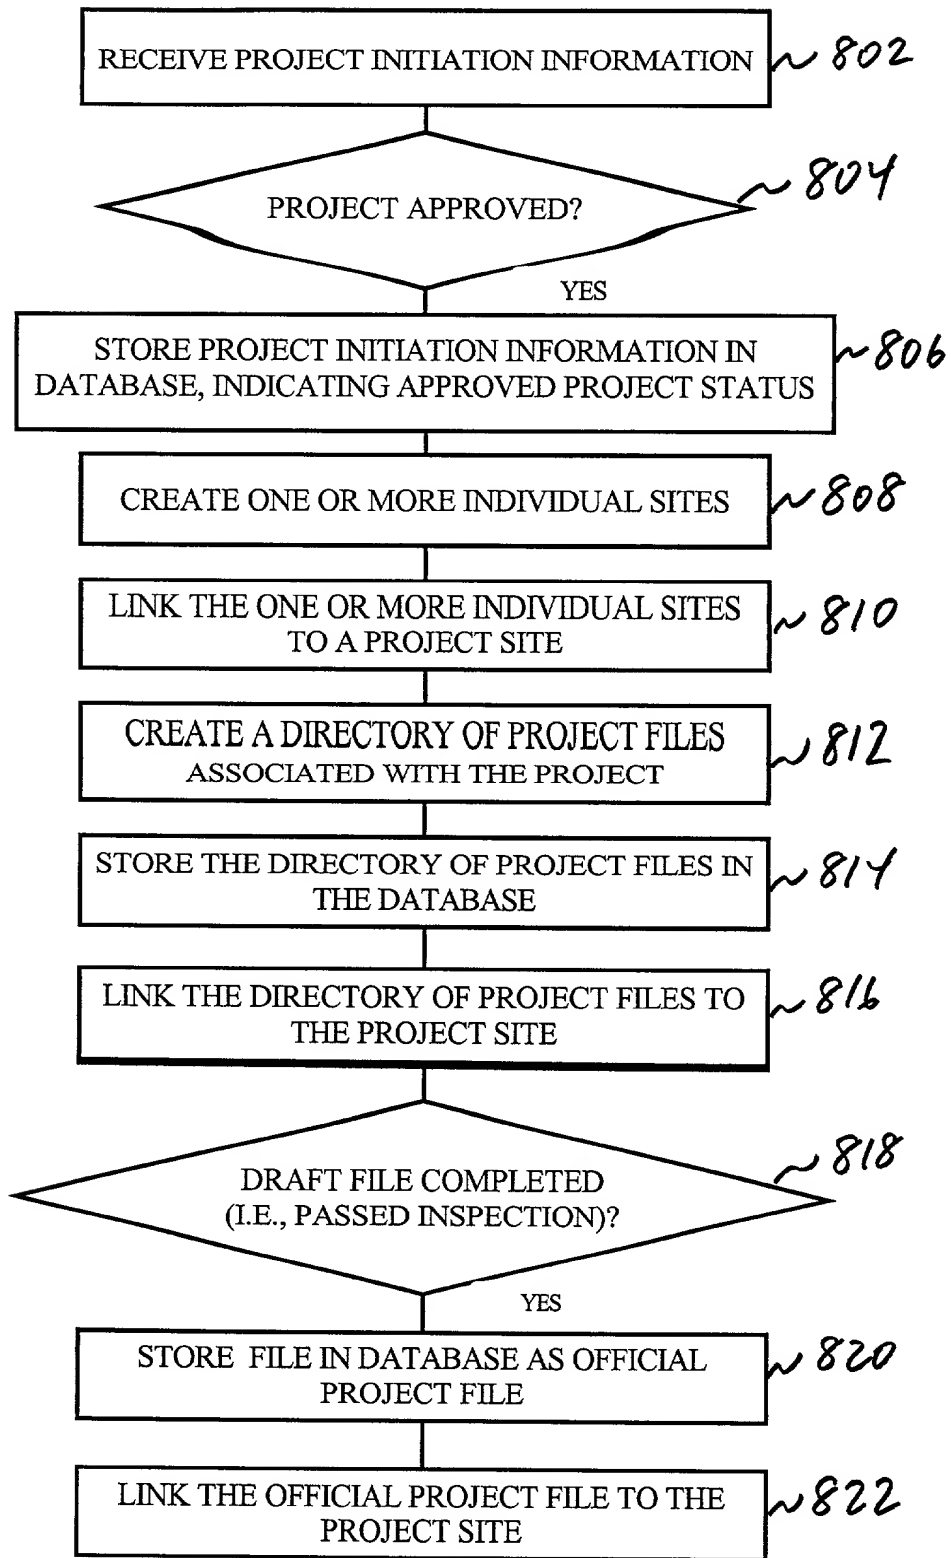 RECEIVE PROJECT INITIATION INFORMATION 802
PROJECT APPROVED? 804
YES
STORE PROJECT INITIATION INFORMATION IN
DATABASE, INDICATING APPROVED PROJECT STATUS 806
CREATE ONE OR MORE INDIVIDUAL SITES 808
LINK THE ONE OR MORE INDIVIDUAL SITES
TO A PROJECT SITE 810
CREATE A DIRECTORY OF PROJECT FILES
ASSOCIATED WITH THE PROJECT 812
STORE THE DIRECTORY OF PROJECT FILES IN
THE DATABASE 814
LINK THE DIRECTORY OF PROJECT FILES TO
THE PROJECT SITE 816
DRAFT FILE COMPLETED
(I.E., PASSED INSPECTION)? 818
YES
STORE FILE IN DATABASE AS OFFICIAL
PROJECT FILE 820
LINK THE OFFICIAL PROJECT FILE TO THE
PROJECT SITE 822